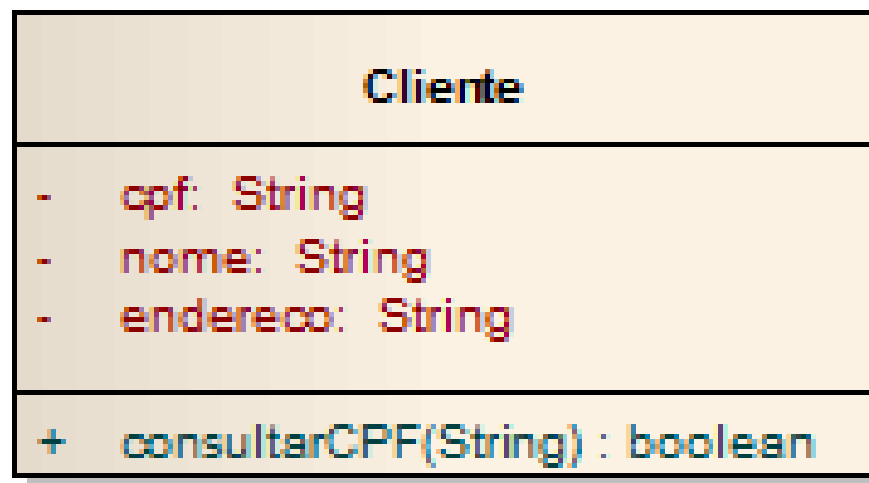 Cliente
- cpf: String
- nome: String
- endereco: String
+ consultarCPF(String) : boolean